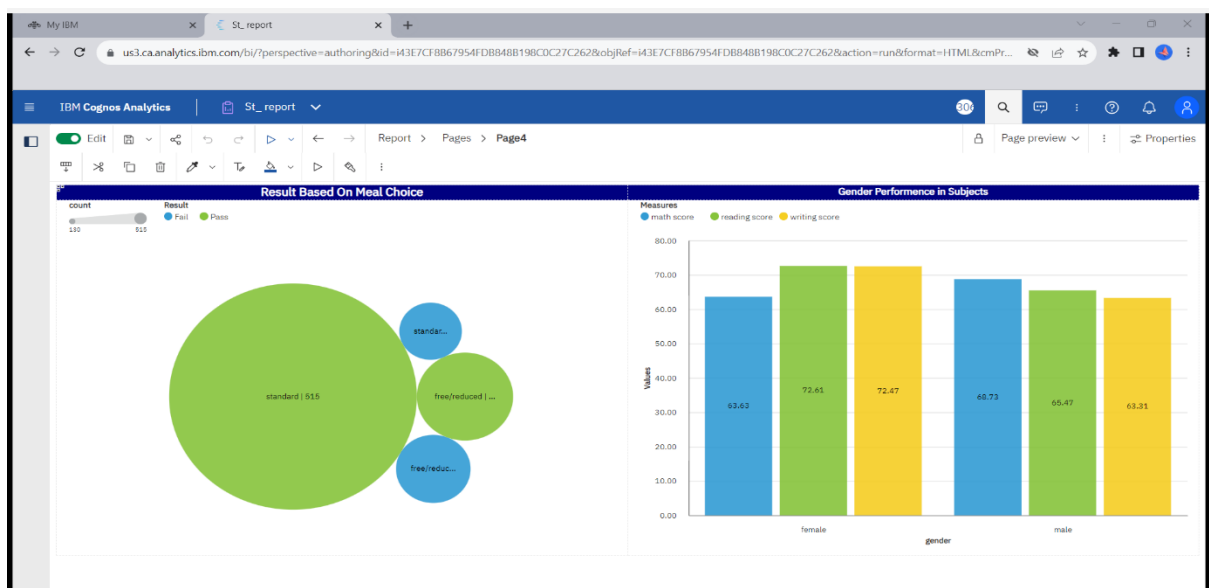 My IBM
St_ report
us3.ca.analytics.ibm.com/bi/?perspective=authoring&id=i43E7CF8B67954FDB848B198C0C27C262&objRef=i43E7CF8B67954FDB848B198C0C27C262&action=run&format=HTML&cmPr...
IBM Cognos Analytics
St_ report
306
Edit
Report > Pages > Page4
Page preview
Properties
Result Based On Meal Choice
count
130
515
Result
Fail
Pass
standard | 515
standar...
free/reduced | ...
free/reduc...
Gender Performence in Subjects
Measures
math score
reading score
writing score
80.00
70.00
60.00
50.00
40.00
30.00
20.00
10.00
0.00
Values
63.63
72.61
72.47
68.73
65.47
63.31
female
male
gender